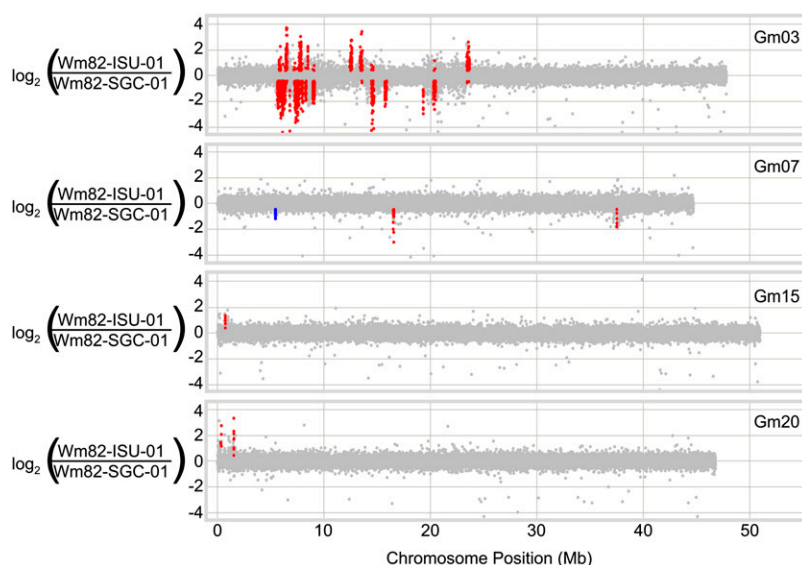 4
2
0
-2
-4
log2 (Wm82-ISU-01
Wm82-SGC-01)
Gm03
4
2
0
-2
-4
log2 (Wm82-ISU-01
Wm82-SGC-01)
Gm07
4
2
0
-2
-4
log2 (Wm82-ISU-01
Wm82-SGC-01)
Gm15
4
2
0
-2
-4
log2 (Wm82-ISU-01
Wm82-SGC-01)
Gm20
0 10 20 30 40 50
Chromosome Position (Mb)